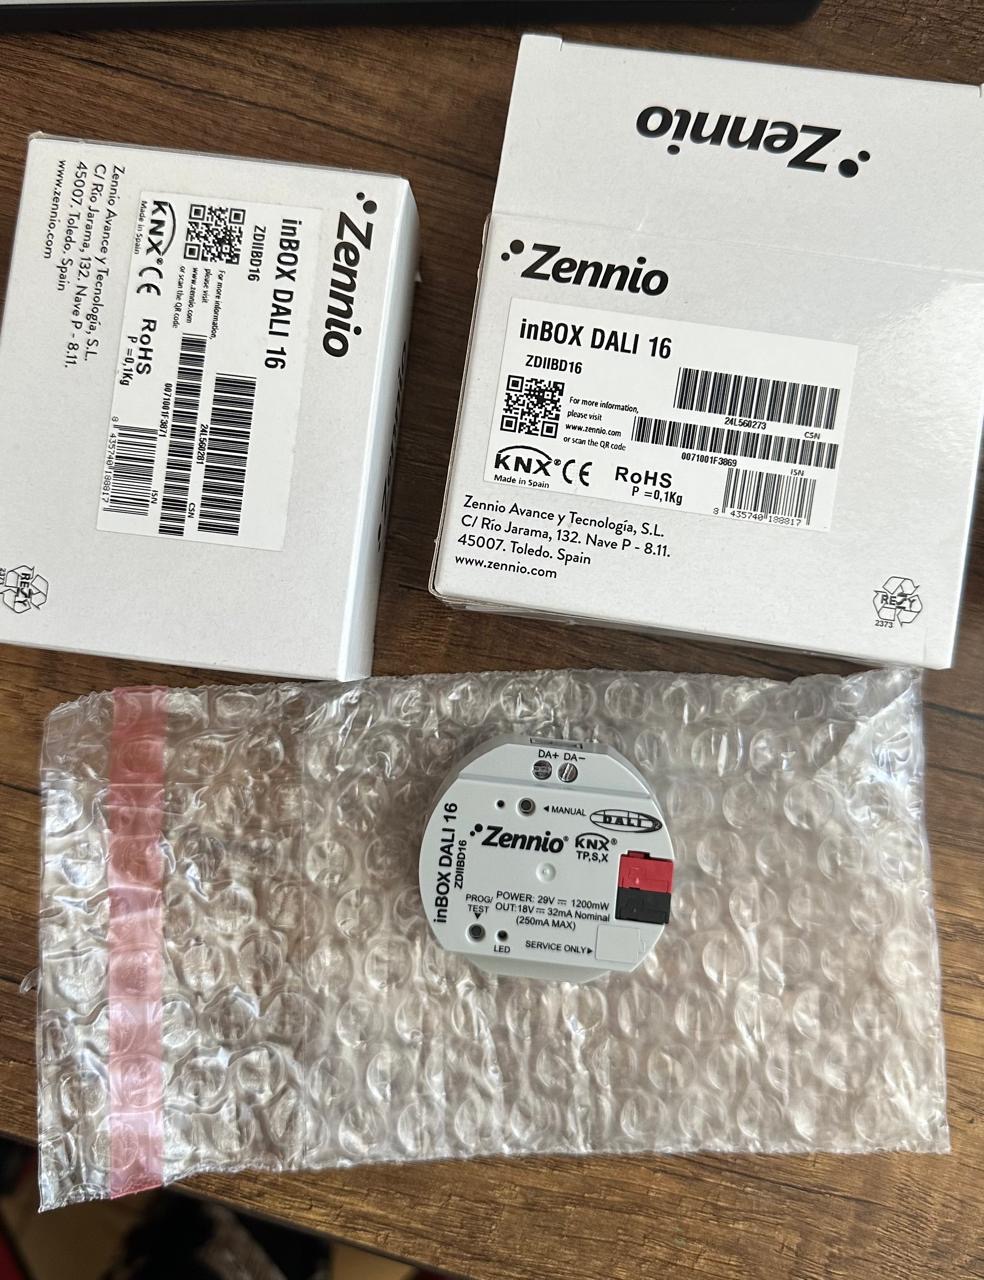 Zennio
inBOX DALI 16
ZDIIBD16
For more information,
please visit
www.zennio.com
or scan the QR code
24L560281
CSN
0071001F3871
ISN
KNX® CE RoHS
Made in Spain
P =0,1Kg
8 435740 188817
Zennio Avance y Tecnología, S.L.
C/ Río Jarama, 132. Nave P - 8.11.
45007. Toledo. Spain
www.zennio.com
REZY
2373
Zennio
Zennio
inBOX DALI 16
ZDIIBD16
For more information,
please visit
www.zennio.com
or scan the QR code
24L560273
CSN
0071001F3869
ISN
KNX® CE RoHS
Made in Spain
P =0,1Kg
8 435740 188817
Zennio Avance y Tecnología, S.L.
C/ Río Jarama, 132. Nave P - 8.11.
45007. Toledo. Spain
www.zennio.com
REZY
2373
DA+ DA-
MANUAL
DALI
inBOX DALI 16
ZDIIBD16
Zennio®
KNX®
TP,S,X
PROG/
TEST
POWER: 29V 1200mW
OUT:18V 32mA Nominal
(250mA MAX)
LED
SERVICE ONLY